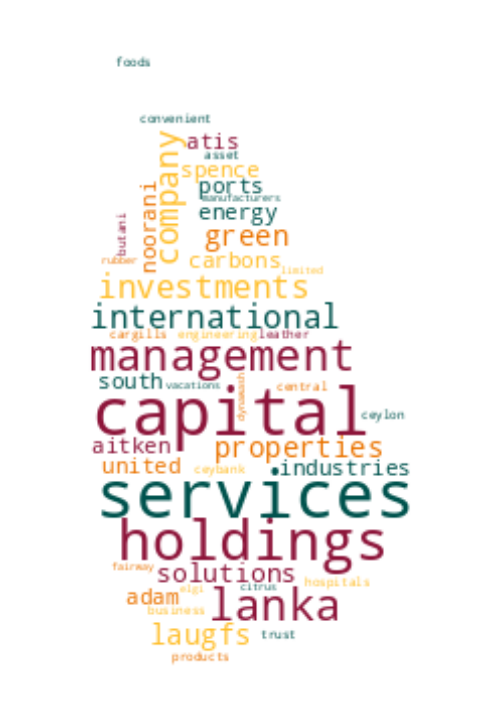 foods
convenient
company
atis
asset
spence
ports
manufacturers
noorani
butani
energy
green
rubber
carbons
limited
investments
international
cargills engineering leather
management
south vacations dynawash central
capital
ceylon
aitken properties
united ceybank industries
services
holdings
fairway
solutions hospitals
adam algi citrus
lanka
business
laugfs trust
products